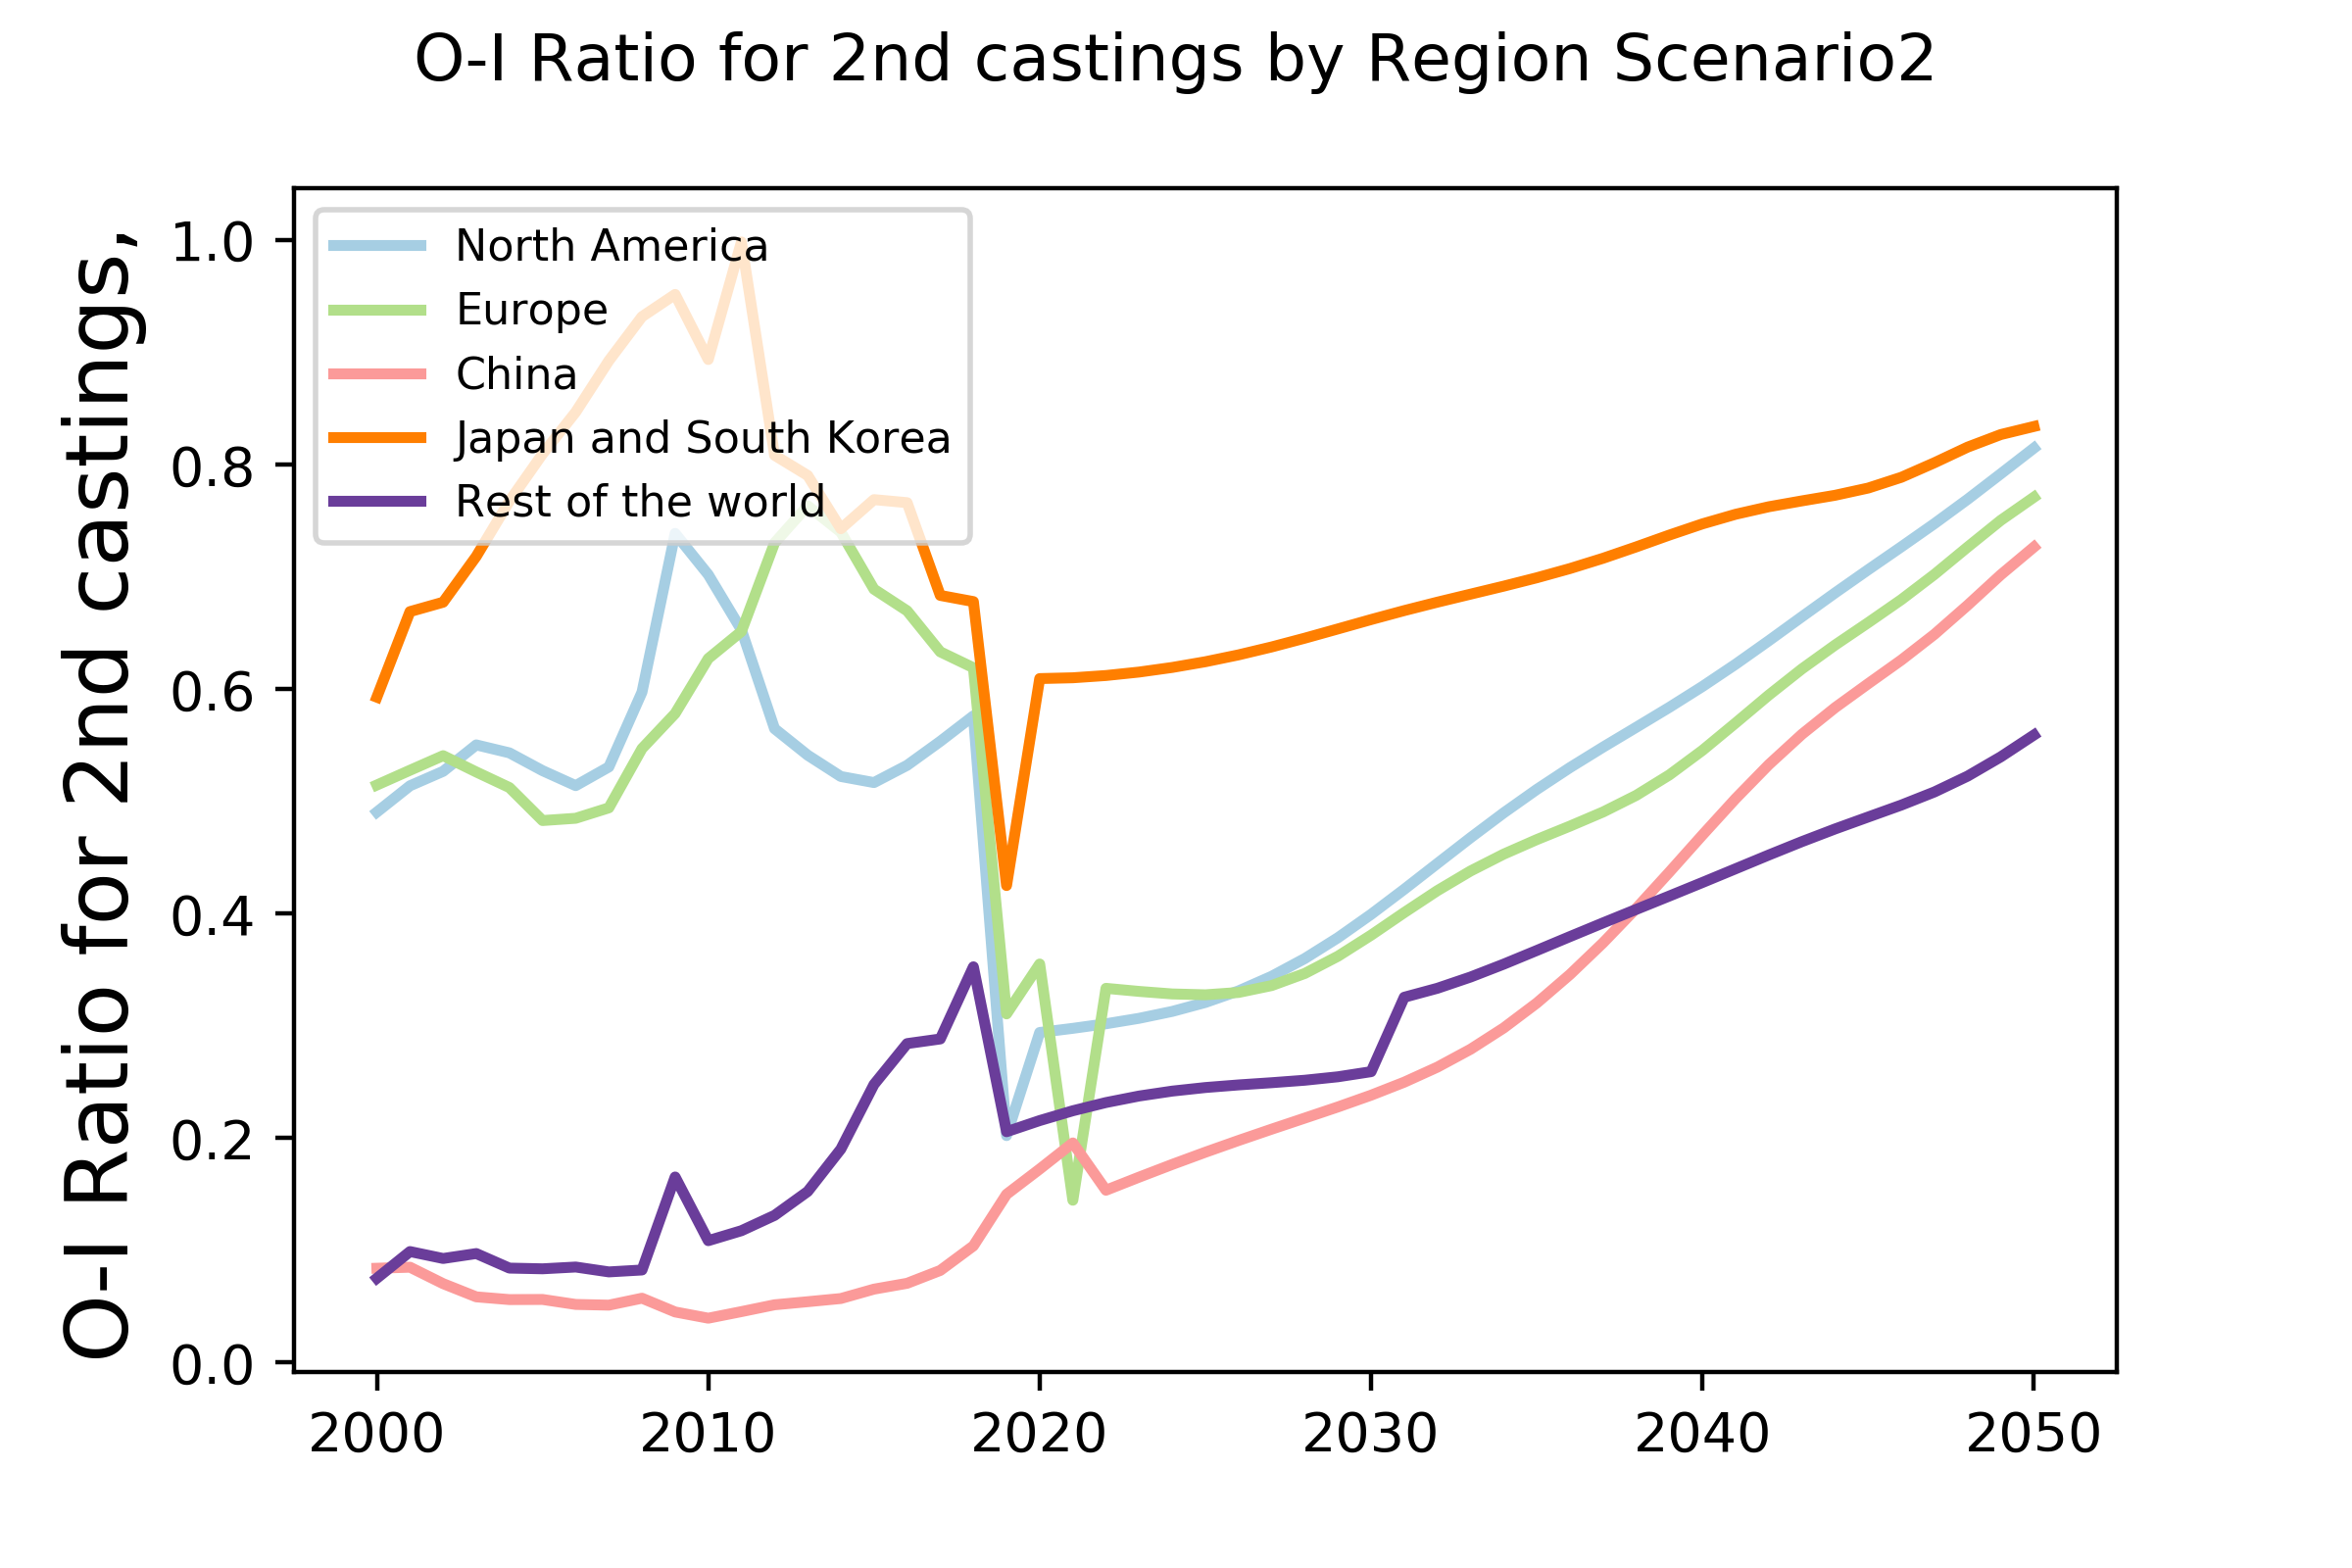 O-I Ratio for 2nd castings by Region Scenario2
O-I Ratio for 2nd castings,
1.0
0.8
0.6
0.4
0.2
0.0
North America
Europe
China
Japan and South Korea
Rest of the world
2000 2010 2020 2030 2040 2050